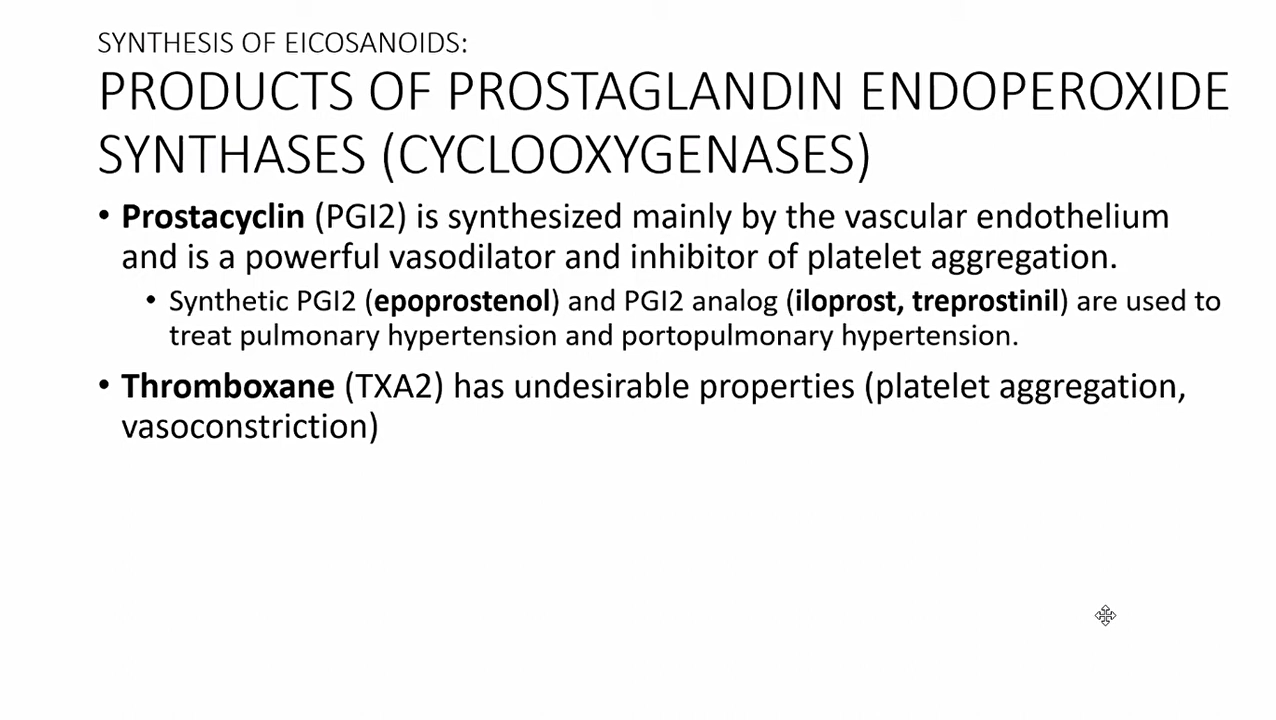 SYNTHESIS OF EICOSANOIDS:
PRODUCTS OF PROSTAGLANDIN ENDOPEROXIDE
SYNTHASES (CYCLOOXYGENASES)
• Prostacyclin (PGI2) is synthesized mainly by the vascular endothelium
and is a powerful vasodilator and inhibitor of platelet aggregation.
• Synthetic PGI2 (epoprostenol) and PGI2 analog (iloprost, treprostinil) are used to
treat pulmonary hypertension and portopulmonary hypertension.
• Thromboxane (TXA2) has undesirable properties (platelet aggregation,
vasoconstriction)